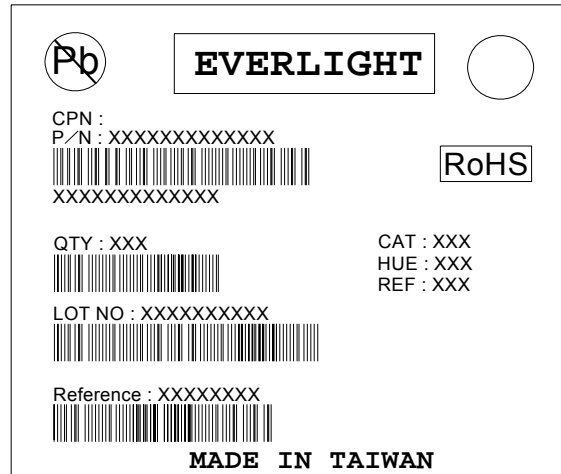 Pb
EVERLIGHT
CPN :
P／N : XXXXXXXXXXXXX
RoHS
XXXXXXXXXXXXX
QTY : XXX
CAT : XXX
HUE : XXX
REF : XXX
LOT NO : XXXXXXXXXX
Reference : XXXXXXXX
MADE IN TAIWAN